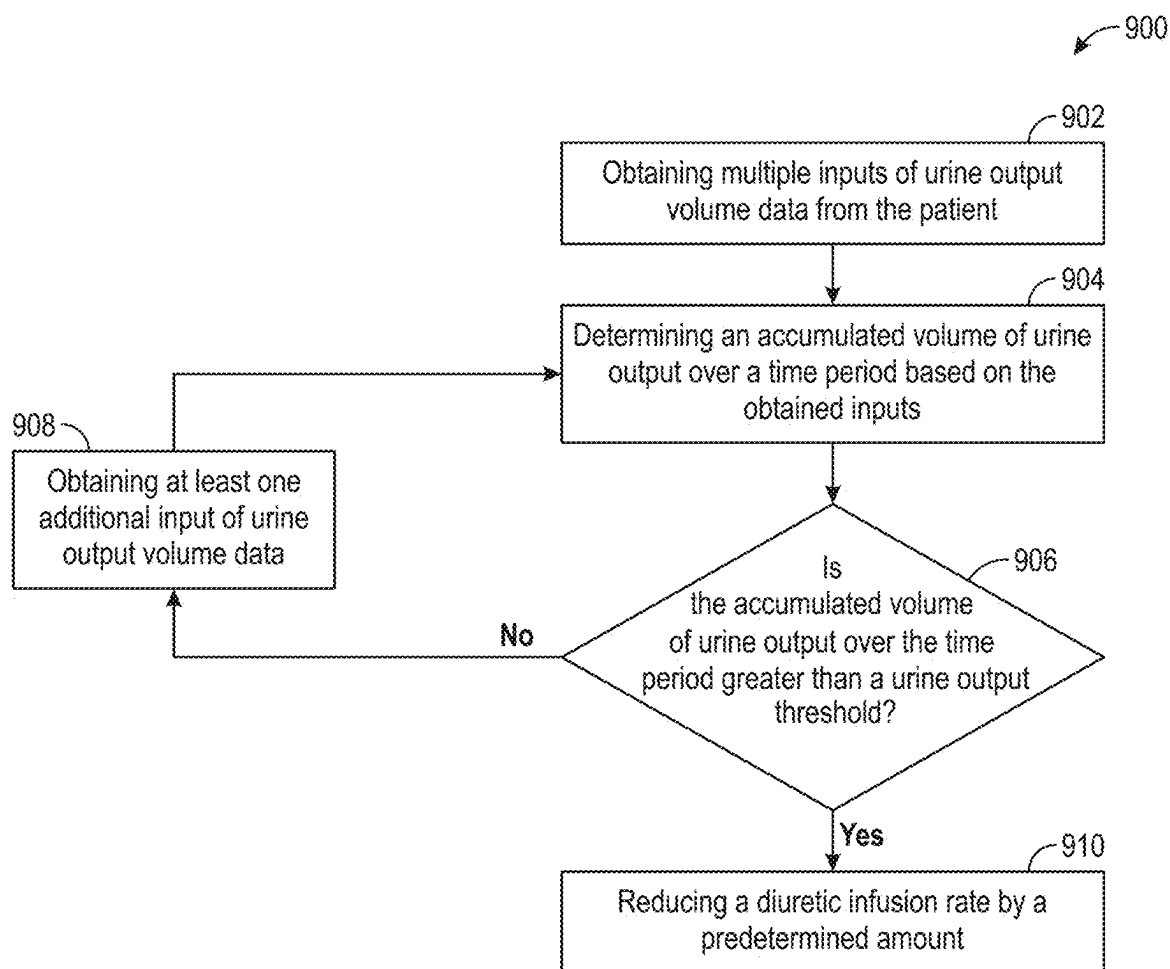 900
902
Obtaining multiple inputs of urine output
volume data from the patient
904
Determining an accumulated volume of urine
output over a time period based on the
obtained inputs
908
Obtaining at least one
additional input of urine
output volume data
906
Is
the accumulated volume
of urine output over the time
period greater than a urine output
threshold?
No
Yes
910
Reducing a diuretic infusion rate by a
predetermined amount